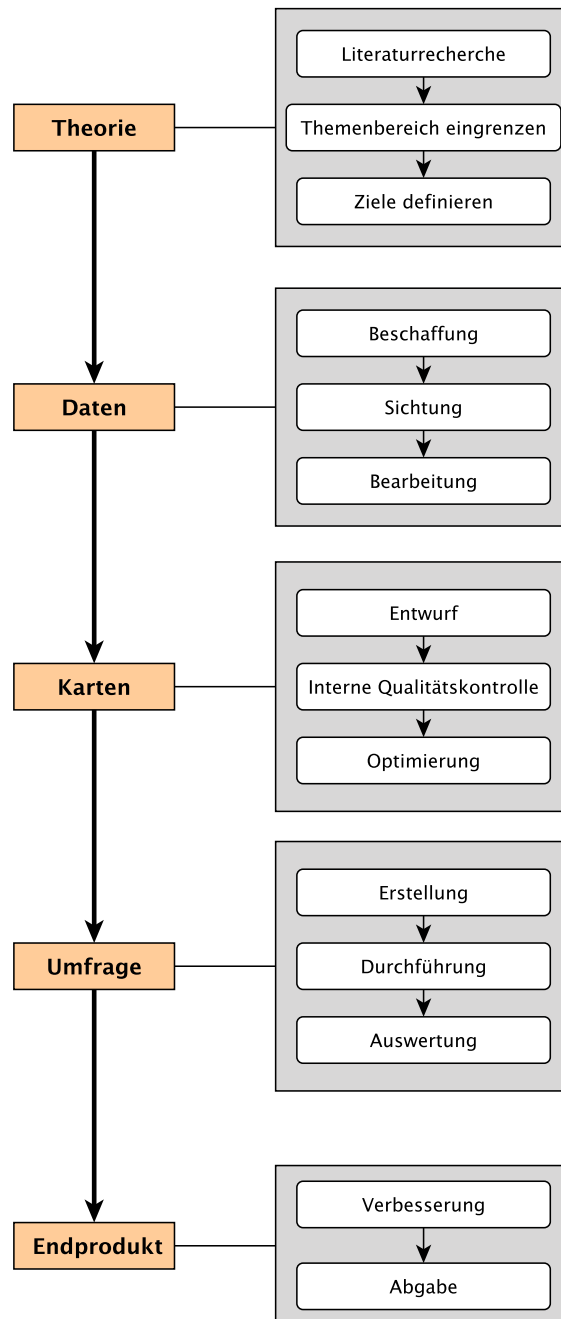 Theorie
Literaturrecherche
Themenbereich eingrenzen
Ziele definieren
Daten
Beschaffung
Sichtung
Bearbeitung
Karten
Entwurf
Interne Qualitätskontrolle
Optimierung
Umfrage
Erstellung
Durchführung
Auswertung
Endprodukt
Verbesserung
Abgabe